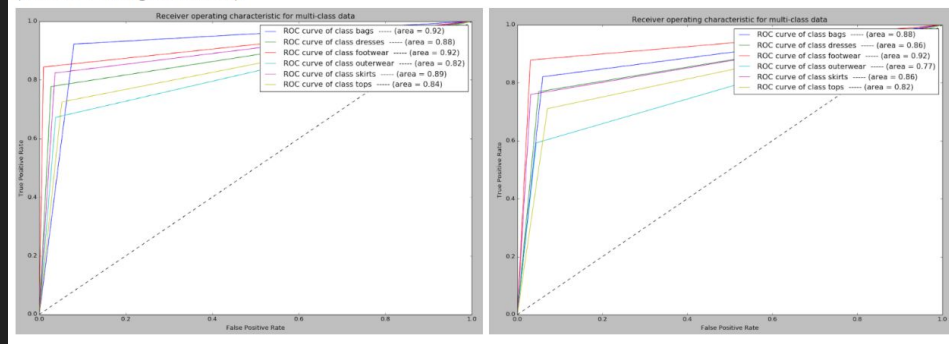 Receiver operating characteristic for multi-class data
ROC curve of class bags ----- (area = 0.92)
ROC curve of class dresses ----- (area = 0.88)
ROC curve of class footwear ----- (area = 0.92)
ROC curve of class outerwear ----- (area = 0.82)
ROC curve of class skirts ----- (area = 0.89)
ROC curve of class tops ----- (area = 0.84)
1.0
0.8
0.6
0.4
0.2
0.0
True Positive Rate
0.0 0.2 0.4 0.6 0.8 1.0
False Positive Rate
Receiver operating characteristic for multi-class data
ROC curve of class bags ----- (area = 0.88)
ROC curve of class dresses ----- (area = 0.86)
ROC curve of class footwear ----- (area = 0.92)
ROC curve of class outerwear ----- (area = 0.77)
ROC curve of class skirts ----- (area = 0.86)
ROC curve of class tops ----- (area = 0.82)
1.0
0.8
0.6
0.4
0.2
0.0
True Positive Rate
0.0 0.2 0.4 0.6 0.8 1.0
False Positive Rate